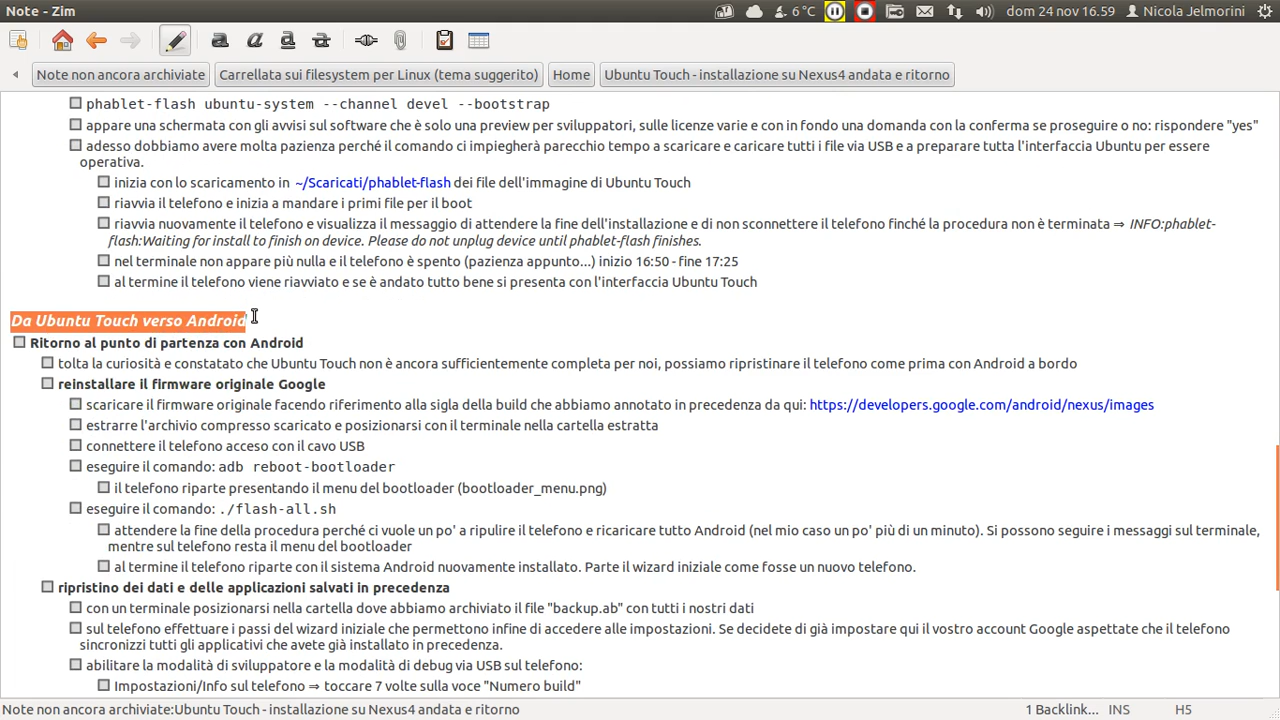 Note - Zim
6 °C
dom 24 nov 16.59
Nicola Jelmorini
a a a a
Note non ancora archiviate
Carrellata sui filesystem per Linux (tema suggerito)
Home
Ubuntu Touch - installazione su Nexus4 andata e ritorno
phablet-flash ubuntu-system --channel devel --bootstrap
appare una schermata con gli avvisi sul software che è solo una preview per sviluppatori, sulle licenze varie e con in fondo una domanda con la conferma se proseguire o no: rispondere "yes"
adesso dobbiamo avere molta pazienza perché il comando ci impiegherà parecchio tempo a scaricare e caricare tutti i file via USB e a preparare tutta l'interfaccia Ubuntu per essere
operativa.
inizia con lo scaricamento in ~/Scaricati/phablet-flash dei file dell'immagine di Ubuntu Touch
riavvia il telefono e inizia a mandare i primi file per il boot
riavvia nuovamente il telefono e visualizza il messaggio di attendere la fine dell'installazione e di non sconnettere il telefono finché la procedura non è terminata ⇒ INFO:phablet-
flash:Waiting for install to finish on device. Please do not unplug device until phablet-flash finishes.
nel terminale non appare più nulla e il telefono è spento (pazienza appunto...) inizio 16:50 - fine 17:25
al termine il telefono viene riavviato e se è andato tutto bene si presenta con l'interfaccia Ubuntu Touch
Da Ubuntu Touch verso Android
Ritorno al punto di partenza con Android
tolta la curiosità e constatato che Ubuntu Touch non è ancora sufficientemente completa per noi, possiamo ripristinare il telefono come prima con Android a bordo
reinstallare il firmware originale Google
scaricare il firmware originale facendo riferimento alla sigla della build che abbiamo annotato in precedenza da qui: https://developers.google.com/android/nexus/images
estrarre l'archivio compresso scaricato e posizionarsi con il terminale nella cartella estratta
connettere il telefono acceso con il cavo USB
eseguire il comando: adb reboot-bootloader
il telefono riparte presentando il menu del bootloader (bootloader_menu.png)
eseguire il comando: ./flash-all.sh
attendere la fine della procedura perché ci vuole un po' a ripulire il telefono e ricaricare tutto Android (nel mio caso un po' più di un minuto). Si possono seguire i messaggi sul terminale,
mentre sul telefono resta il menu del bootloader
al termine il telefono riparte con il sistema Android nuovamente installato. Parte il wizard iniziale come fosse un nuovo telefono.
ripristino dei dati e delle applicazioni salvati in precedenza
con un terminale posizionarsi nella cartella dove abbiamo archiviato il file "backup.ab" con tutti i nostri dati
sul telefono effettuare i passi del wizard iniziale che permettono infine di accedere alle impostazioni. Se decidete di già impostare qui il vostro account Google aspettate che il telefono
sincronizzi tutti gli applicativi che avete già installato in precedenza.
abilitare la modalità di sviluppatore e la modalità di debug via USB sul telefono:
Impostazioni/Info sul telefono ⇒ toccare 7 volte sulla voce "Numero build"
Note non ancora archiviate:Ubuntu Touch - installazione su Nexus4 andata e ritorno
1 Backlink...
INS
H5